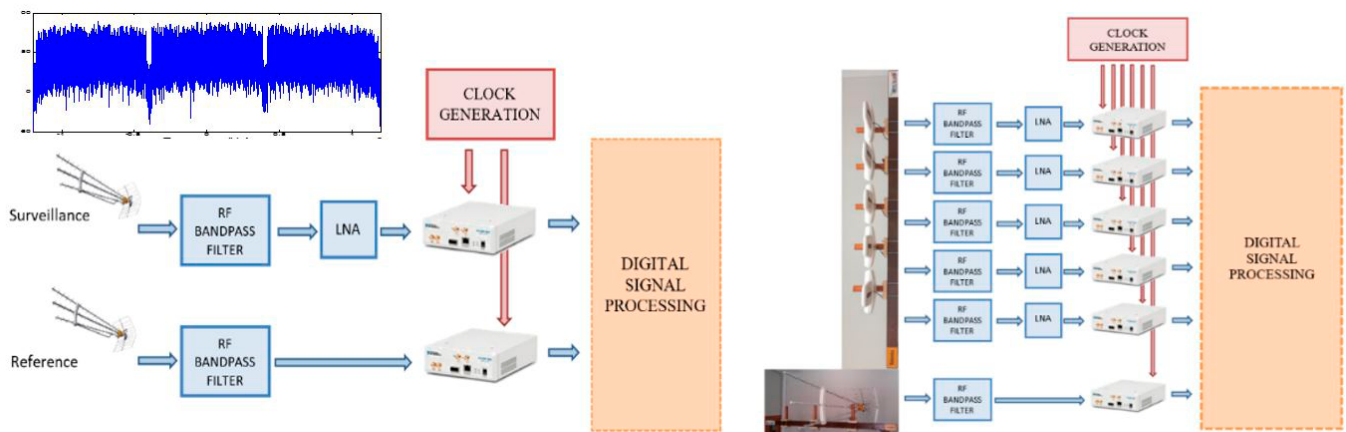 CLOCK
GENERATION
Surveillance
RF
BANDPASS
FILTER
LNA
Reference
RF
BANDPASS
FILTER
DIGITAL
SIGNAL
PROCESSING
CLOCK
GENERATION
RF
BANDPASS
FILTER
LNA
RF
BANDPASS
FILTER
LNA
RF
BANDPASS
FILTER
LNA
RF
BANDPASS
FILTER
LNA
RF
BANDPASS
FILTER
LNA
RF
BANDPASS
FILTER
DIGITAL
SIGNAL
PROCESSING